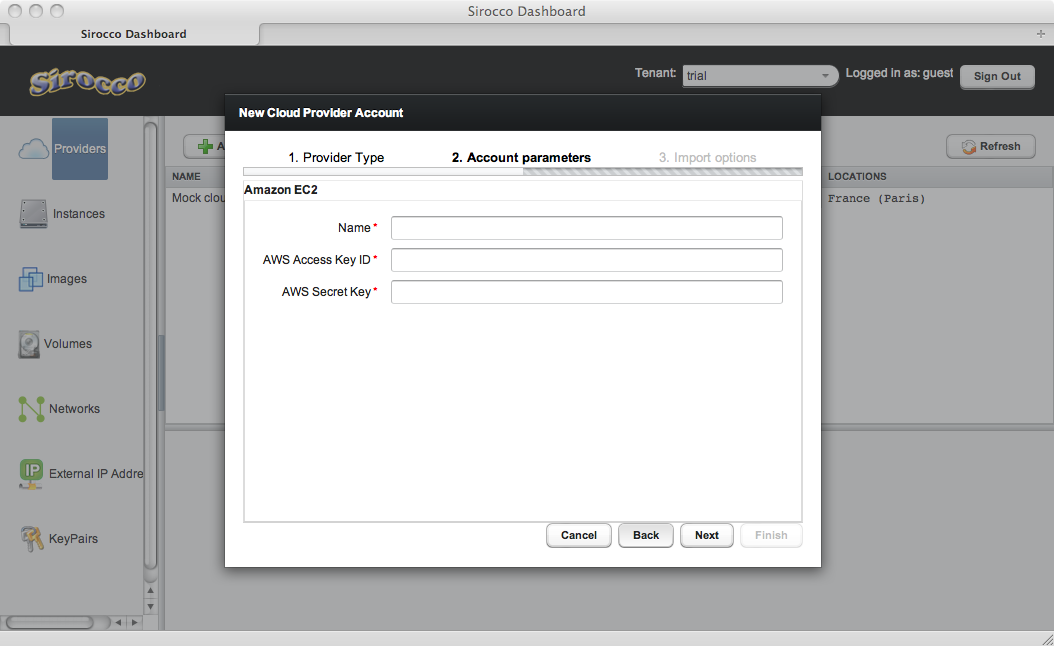 Sirocco Dashboard
Sirocco Dashboard
Sirocco
Tenant: trial Logged in as: guest Sign Out
New Cloud Provider Account
Providers
Instances
Images
Volumes
Networks
External IP Addre
KeyPairs
A
Refresh
NAME
LOCATIONS
Mock clou
France (Paris)
1. Provider Type 2. Account parameters 3. Import options
Amazon EC2
Name*
AWS Access Key ID*
AWS Secret Key*
Cancel Back Next Finish